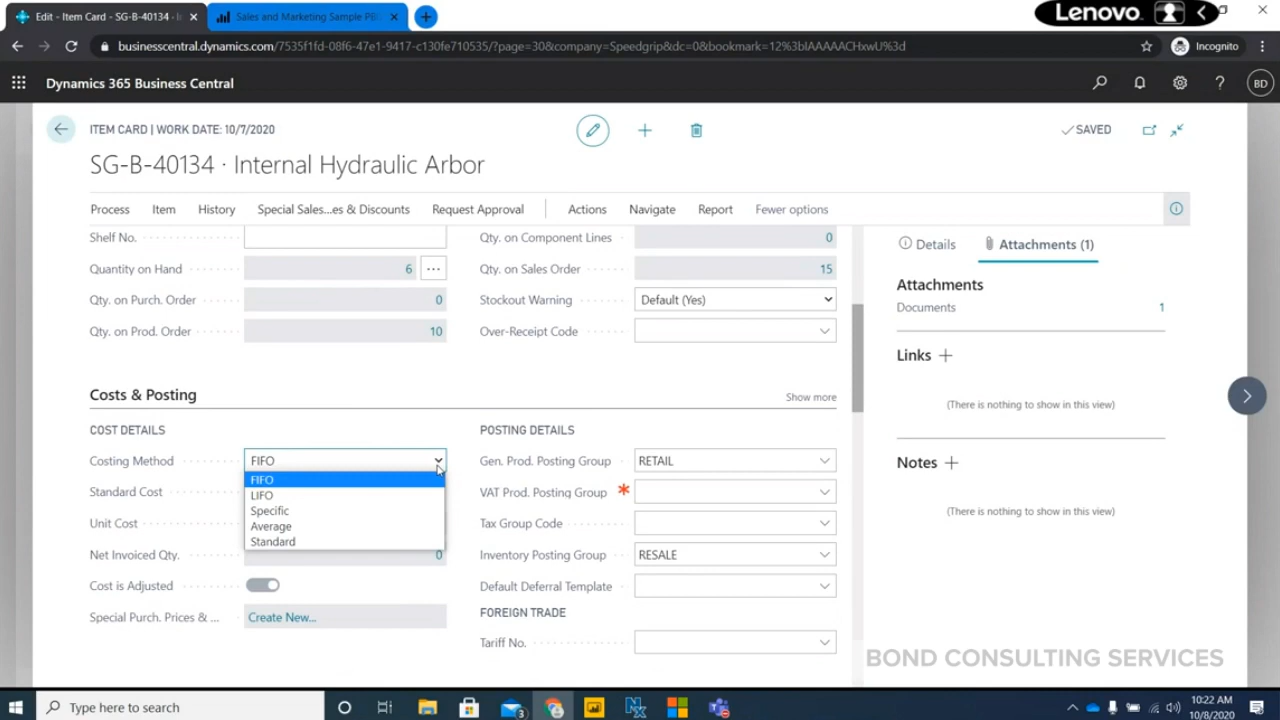 Edit - Item Card - SG-B-40134 - I
Sales and Marketing Sample PBI
Lenovo
businesscentral.dynamics.com/7535f1fd-08f6-47e1-9417-c130fe710535/?page=30&company=Speedgrip&dc=0&bookmark=12%3bIAAAAACHxwU%3d
Incognito
Dynamics 365 Business Central
BD
ITEM CARD | WORK DATE: 10/7/2020
SAVED
SG-B-40134 · Internal Hydraulic Arbor
Process Item History Special Sales...es & Discounts Request Approval Actions Navigate Report Fewer options
Shelf No.
Quantity on Hand 6
Qty. on Purch. Order 0
Qty. on Prod. Order 10
Qty. on Component Lines 0
Qty. on Sales Order 15
Stockout Warning Default (Yes)
Over-Receipt Code
Costs & Posting
Show more
COST DETAILS
Costing Method FIFO
FIFO
LIFO
Specific
Average
Standard
Standard Cost
Unit Cost
Net Invoiced Qty. 0
Cost is Adjusted
Special Purch. Prices & ... Create New...
POSTING DETAILS
Gen. Prod. Posting Group RETAIL
VAT Prod. Posting Group *
Tax Group Code
Inventory Posting Group RESALE
Default Deferral Template
FOREIGN TRADE
Tariff No.
Details Attachments (1)
Attachments
Documents 1
Links
(There is nothing to show in this view)
Notes
(There is nothing to show in this view)
BOND CONSULTING SERVICES
Type here to search
3
10:22 AM
10/8/2020